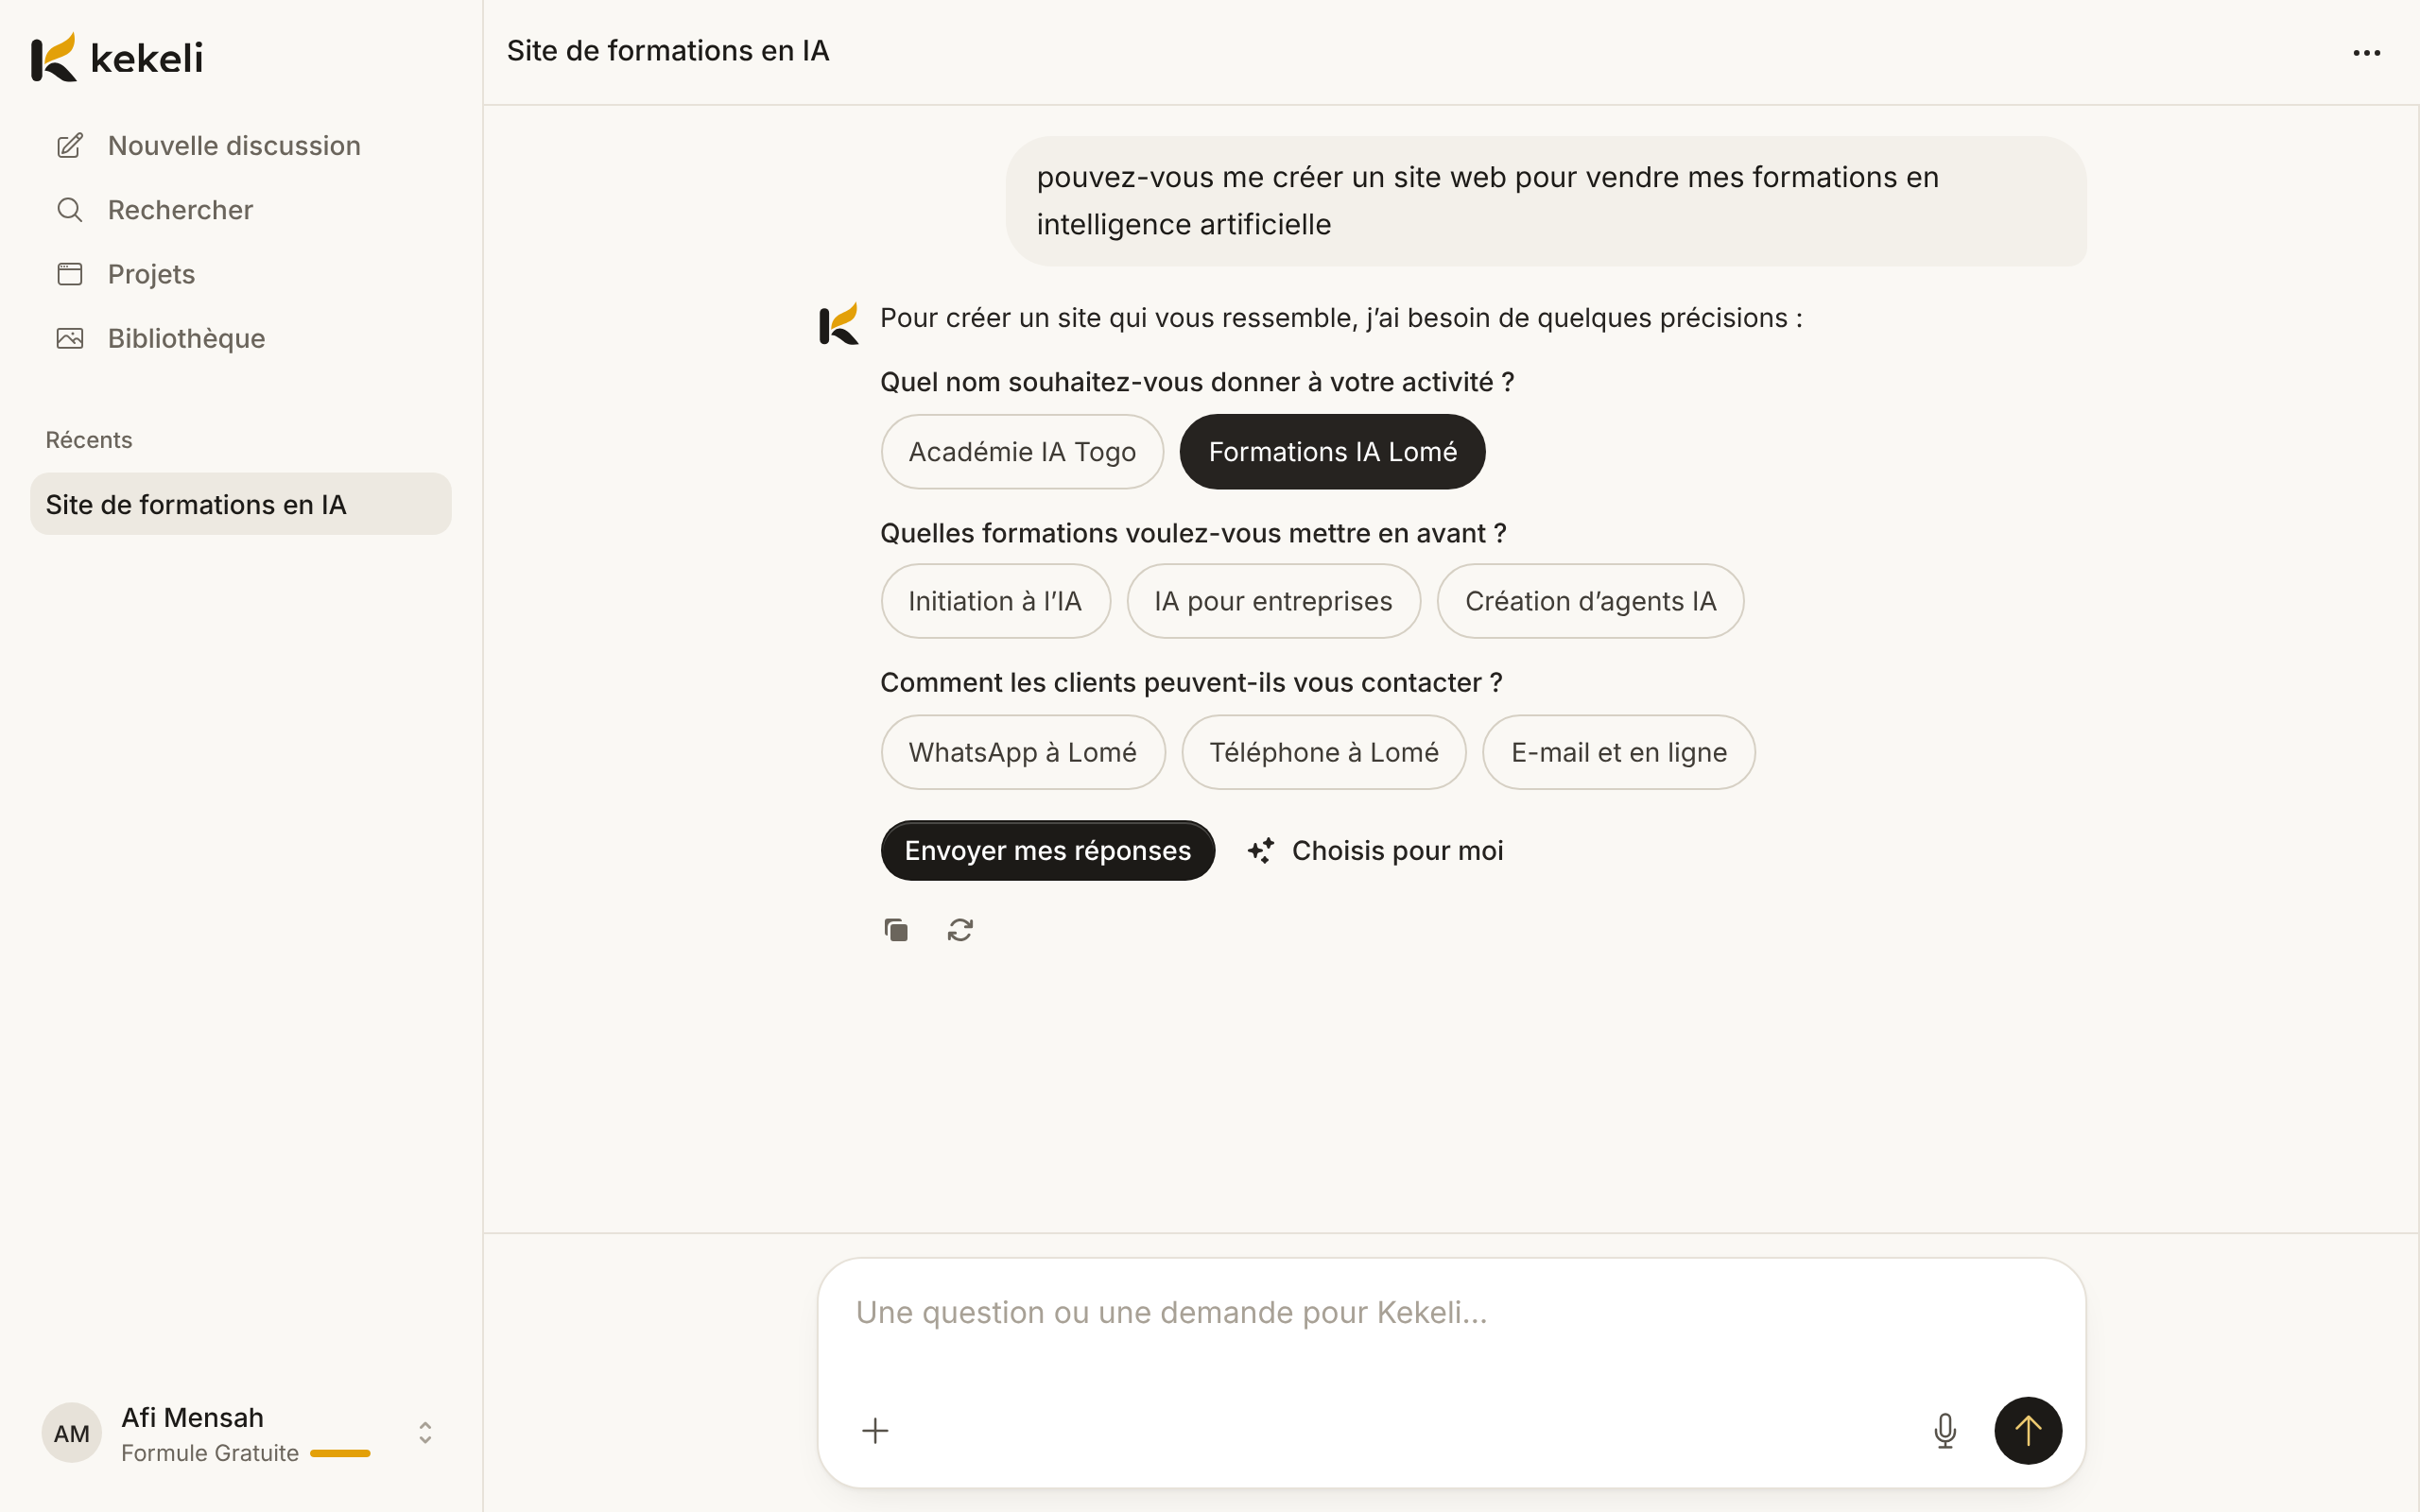 kekeli
Nouvelle discussion
Rechercher
Projets
Bibliothèque
Récents
Site de formations en IA
AM
Afi Mensah
Formule Gratuite
Site de formations en IA
pouvez-vous me créer un site web pour vendre mes formations en
intelligence artificielle
Pour créer un site qui vous ressemble, j’ai besoin de quelques précisions :
Quel nom souhaitez-vous donner à votre activité ?
Académie IA Togo
Formations IA Lomé
Quelles formations voulez-vous mettre en avant ?
Initiation à l’IA
IA pour entreprises
Création d’agents IA
Comment les clients peuvent-ils vous contacter ?
WhatsApp à Lomé
Téléphone à Lomé
E-mail et en ligne
Envoyer mes réponses
Choisis pour moi
Une question ou une demande pour Kekeli...